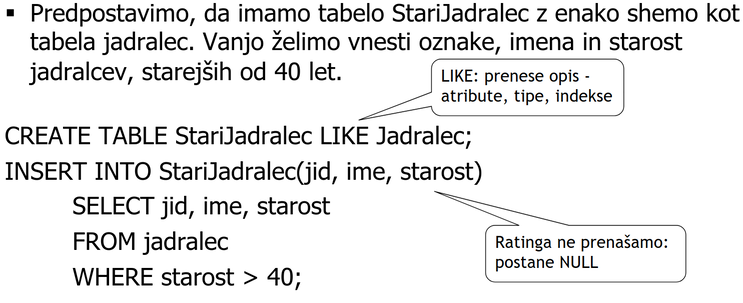 ▪ Predpostavimo, da imamo tabelo StariJadralec z enako shemo kot
tabela jadralec. Vanjo želimo vnesti oznake, imena in starost
jadralcev, starejših od 40 let.
LIKE: prenese opis -
atribute, tipe, indekse
CREATE TABLE StariJadralec LIKE Jadralec;
INSERT INTO StariJadralec(jid, ime, starost)
SELECT jid, ime, starost
FROM jadralec
WHERE starost > 40;
Ratinga ne prenašamo:
postane NULL